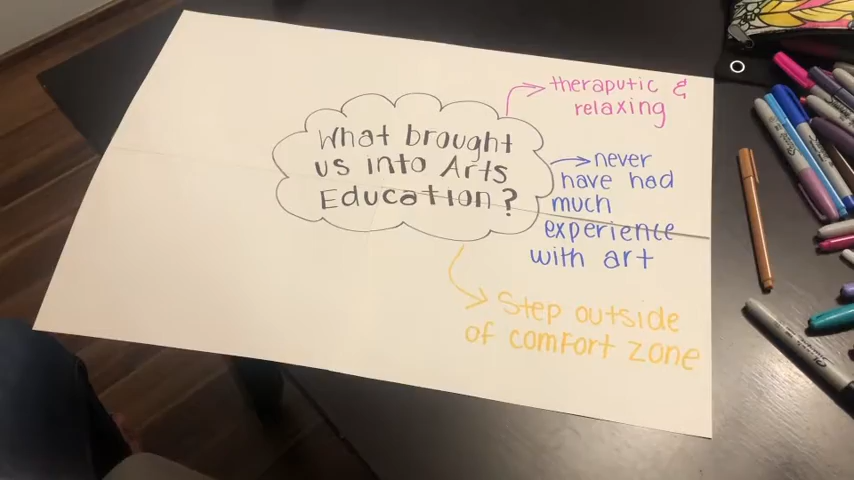 What brought
us into Arts
Education?
theraputic &
relaxing
never
have had
much
experience
with art
Step outside
of comfort zone